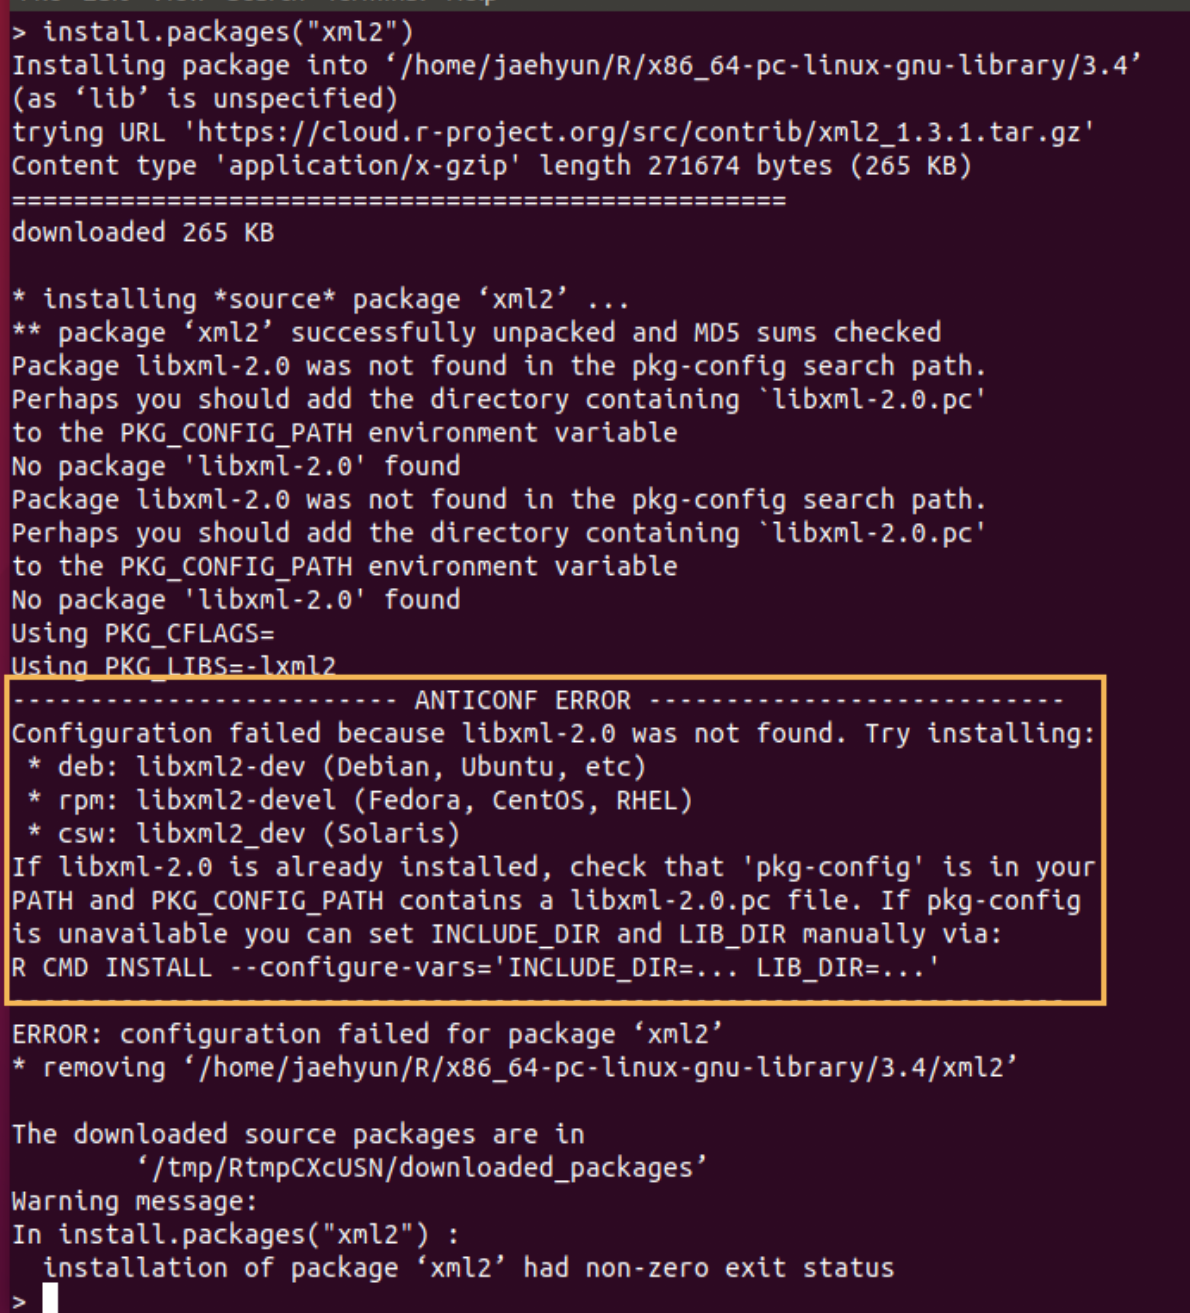 > install.packages("xml2")
Installing package into ‘/home/jaehyun/R/x86_64-pc-linux-gnu-library/3.4’
(as ‘lib’ is unspecified)
trying URL 'https://cloud.r-project.org/src/contrib/xml2_1.3.1.tar.gz'
Content type 'application/x-gzip' length 271674 bytes (265 KB)
==================================================
downloaded 265 KB

* installing *source* package ‘xml2’ ...
** package ‘xml2’ successfully unpacked and MD5 sums checked
Package libxml-2.0 was not found in the pkg-config search path.
Perhaps you should add the directory containing `libxml-2.0.pc'
to the PKG_CONFIG_PATH environment variable
No package 'libxml-2.0' found
Package libxml-2.0 was not found in the pkg-config search path.
Perhaps you should add the directory containing `libxml-2.0.pc'
to the PKG_CONFIG_PATH environment variable
No package 'libxml-2.0' found
Using PKG_CFLAGS=
Using PKG_LIBS=-lxml2
------------------------- ANTICONF ERROR ---------------------------
Configuration failed because libxml-2.0 was not found. Try installing:
 * deb: libxml2-dev (Debian, Ubuntu, etc)
 * rpm: libxml2-devel (Fedora, CentOS, RHEL)
 * csw: libxml2_dev (Solaris)
If libxml-2.0 is already installed, check that 'pkg-config' is in your
PATH and PKG_CONFIG_PATH contains a libxml-2.0.pc file. If pkg-config
is unavailable you can set INCLUDE_DIR and LIB_DIR manually via:
R CMD INSTALL --configure-vars='INCLUDE_DIR=... LIB_DIR=...'
--------------------------------------------------------------------
ERROR: configuration failed for package ‘xml2’
* removing ‘/home/jaehyun/R/x86_64-pc-linux-gnu-library/3.4/xml2’

The downloaded source packages are in
        ‘/tmp/RtmpCXcUSN/downloaded_packages’
Warning message:
In install.packages("xml2") :
  installation of package ‘xml2’ had non-zero exit status
>